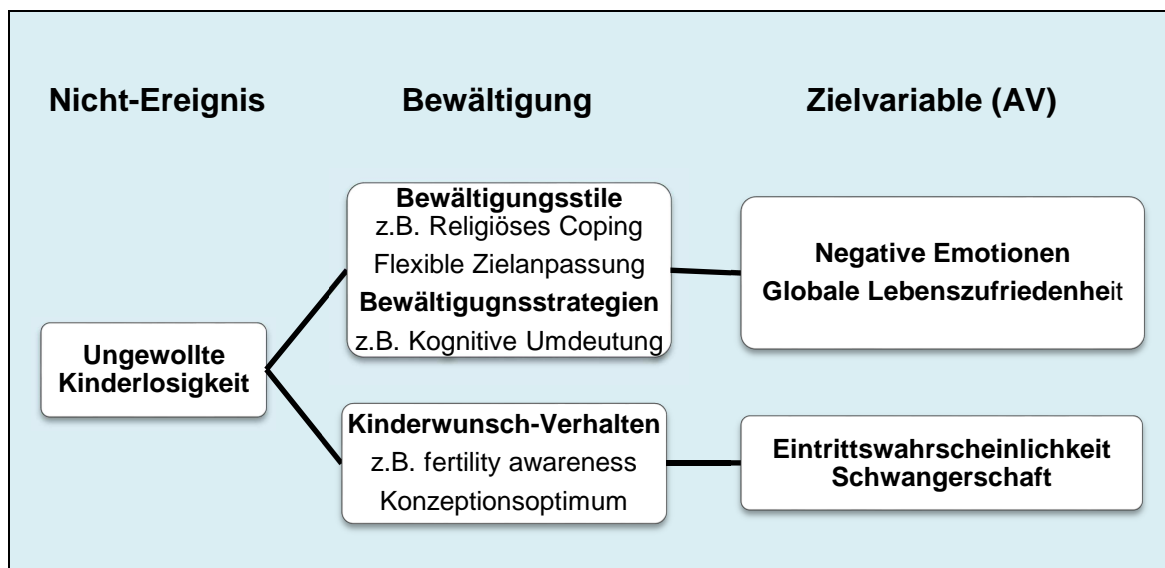 Nicht-Ereignis
Bewältigung
Zielvariable (AV)
Ungewollte
Kinderlosigkeit
Bewältigungsstile
z.B. Religiöses Coping
Flexible Zielanpassung
Bewältigugnsstrategien
z.B. Kognitive Umdeutung
Negative Emotionen
Globale Lebenszufriedenheit
Kinderwunsch-Verhalten
z.B. fertility awareness
Konzeptionsoptimum
Eintrittswahrscheinlichkeit
Schwangerschaft